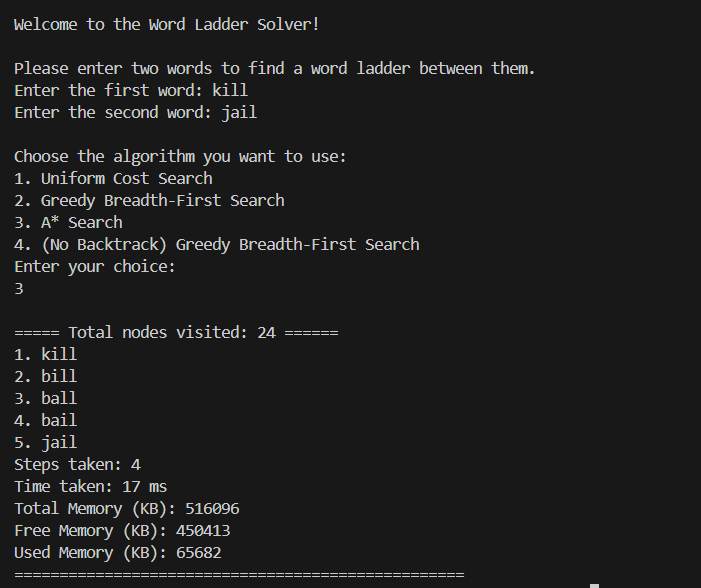 Welcome to the Word Ladder Solver!
Please enter two words to find a word ladder between them.
Enter the first word: kill
Enter the second word: jail
Choose the algorithm you want to use:
1. Uniform Cost Search
2. Greedy Breadth-First Search
3. A* Search
4. (No Backtrack) Greedy Breadth-First Search
Enter your choice:
3
===== Total nodes visited: 24 ======
1. kill
2. bill
3. ball
4. bail
5. jail
Steps taken: 4
Time taken: 17 ms
Total Memory (KB): 516096
Free Memory (KB): 450413
Used Memory (KB): 65682
==================================================